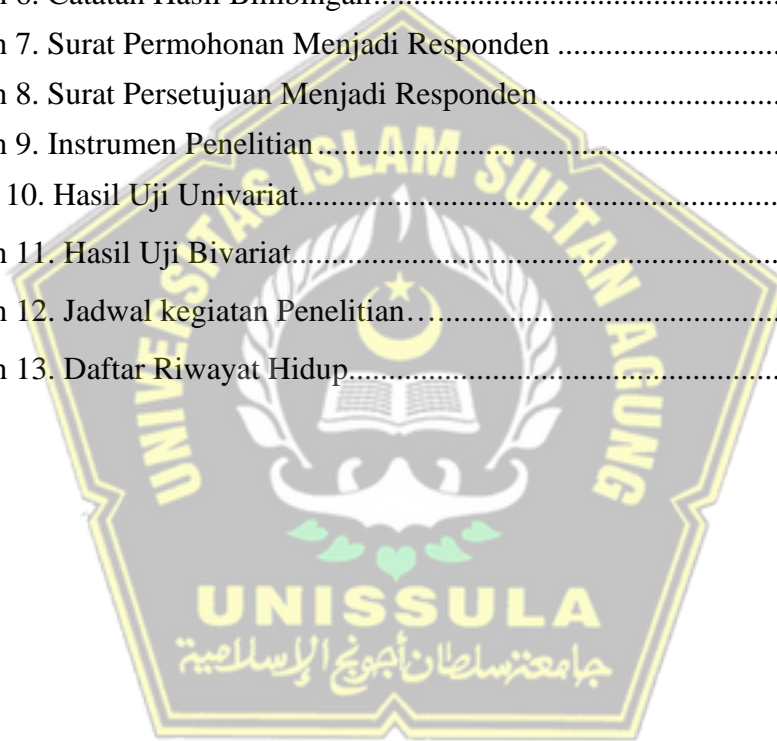 n 6. Catatan Hasil Bimbingan.......................................................
n 7. Surat Permohonan Menjadi Responden ............................
n 8. Surat Persetujuan Menjadi Responden..............................
n 9. Instrumen Penelitian...........................................................
10. Hasil Uji Univariat............................................................
n 11. Hasil Uji Bivariat..............................................................
n 12. Jadwal kegiatan Penelitian….............................................
n 13. Daftar Riwayat Hidup.......................................................
UNIVERSITAS ISLAM SULTAN AGUNG
UNISSULA
جامعتنسلطان أجونج الإسلامية